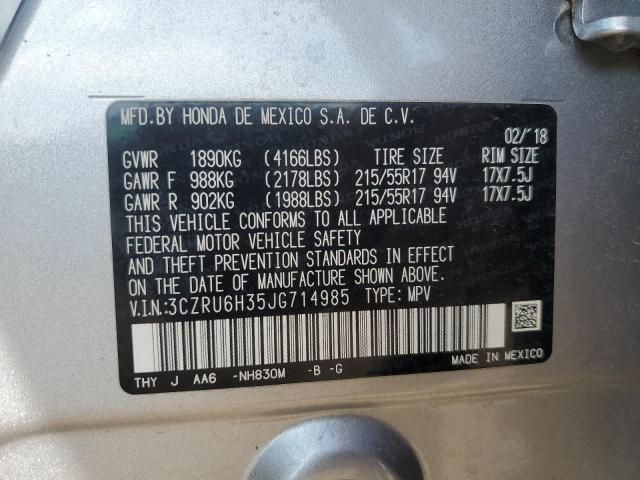 MFD.BY HONDA DE MEXICO S.A. DE C.V.
02/'18
GVWR 1890KG (4166LBS) TIRE SIZE RIM SIZE
GAWR F 988KG (2178LBS) 215/55R17 94V 17X7.5J
GAWR R 902KG (1988LBS) 215/55R17 94V 17X7.5J
THIS VEHICLE CONFORMS TO ALL APPLICABLE
FEDERAL MOTOR VEHICLE SAFETY
AND THEFT PREVENTION STANDARDS IN EFFECT
ON THE DATE OF MANUFACTURE SHOWN ABOVE.
V.I.N:3CZRU6H35JG714985 TYPE: MPV
MADE IN MEXICO
THY J AA6 -NH830M -B -G